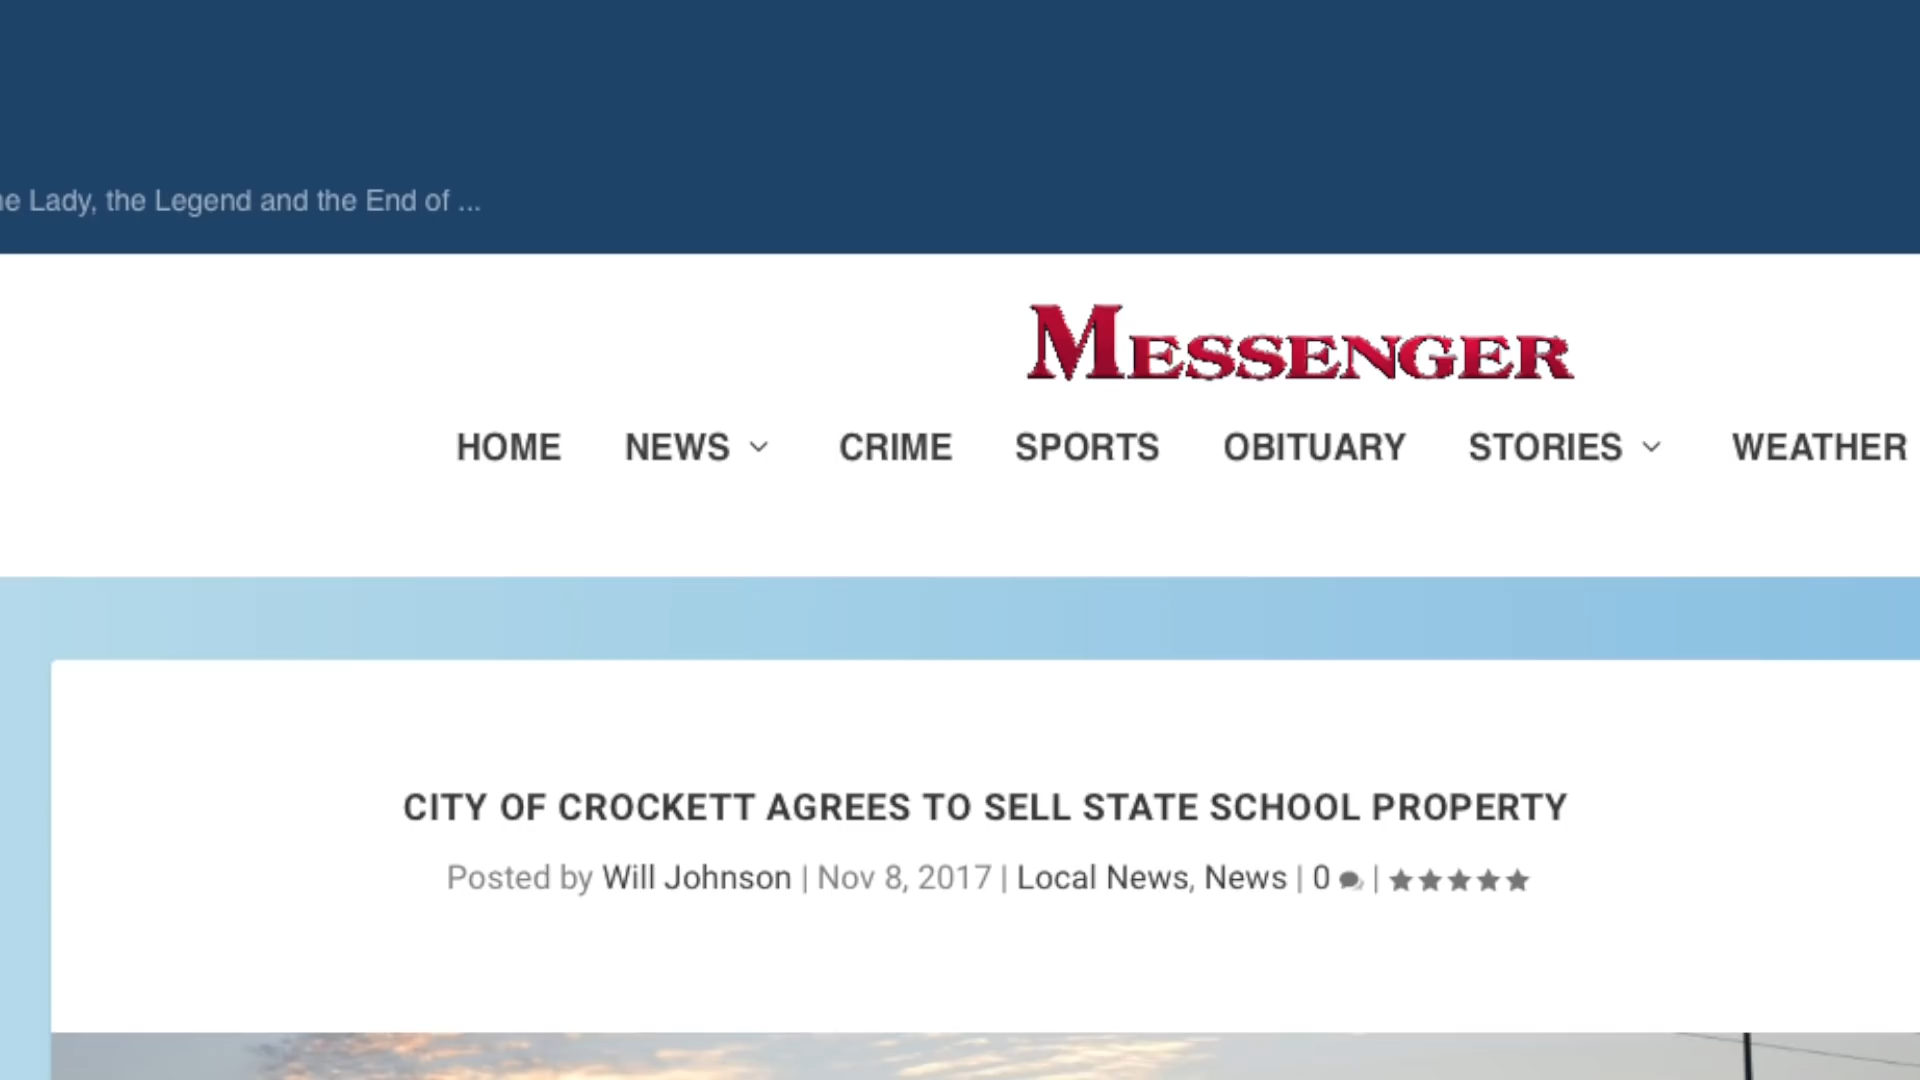 Lady, the Legend and the End of ...
MESSENGER
HOME NEWS CRIME SPORTS OBITUARY STORIES WEATHER
CITY OF CROCKETT AGREES TO SELL STATE SCHOOL PROPERTY
Posted by Will Johnson | Nov 8, 2017 | Local News, News | 0 | ★★★★★